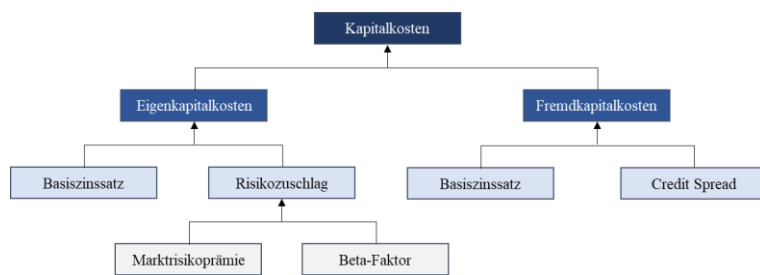 Kapitalkosten
Eigenkapitalkosten
Fremdkapitalkosten
Basiszinssatz
Risikozuschlag
Basiszinssatz
Credit Spread
Marktrisikoprämie
Beta-Faktor